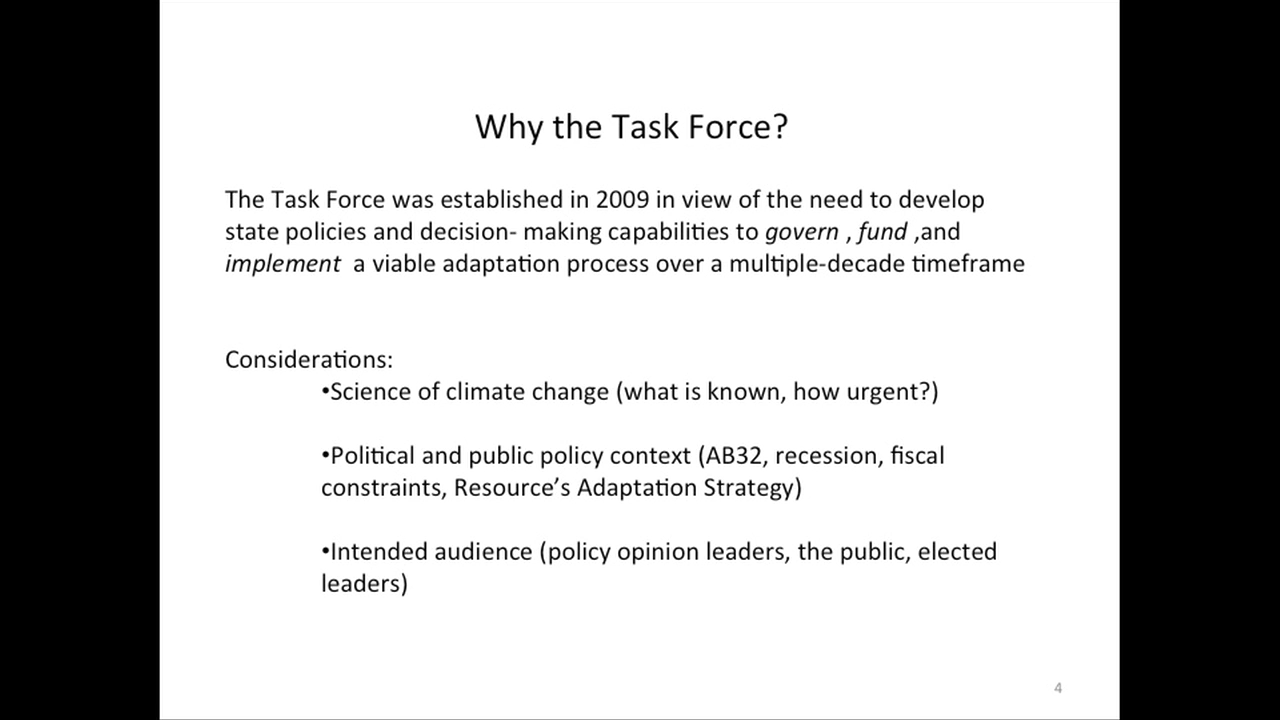 Why the Task Force?
The Task Force was established in 2009 in view of the need to develop
state policies and decision- making capabilities to govern , fund ,and
implement  a viable adaptation process over a multiple-decade timeframe
Considerations:
•Science of climate change (what is known, how urgent?)
•Political and public policy context (AB32, recession, fiscal
constraints, Resource’s Adaptation Strategy)
•Intended audience (policy opinion leaders, the public, elected
leaders)
4